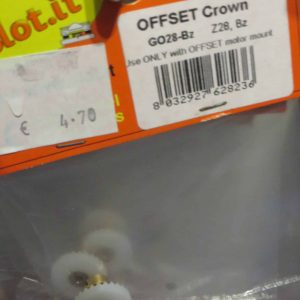 lot.it
OFFSET Crown
GO28-Bz Z28, Bz
Use ONLY with OFFSET motor mount
8 032927 628236
€ 4.70